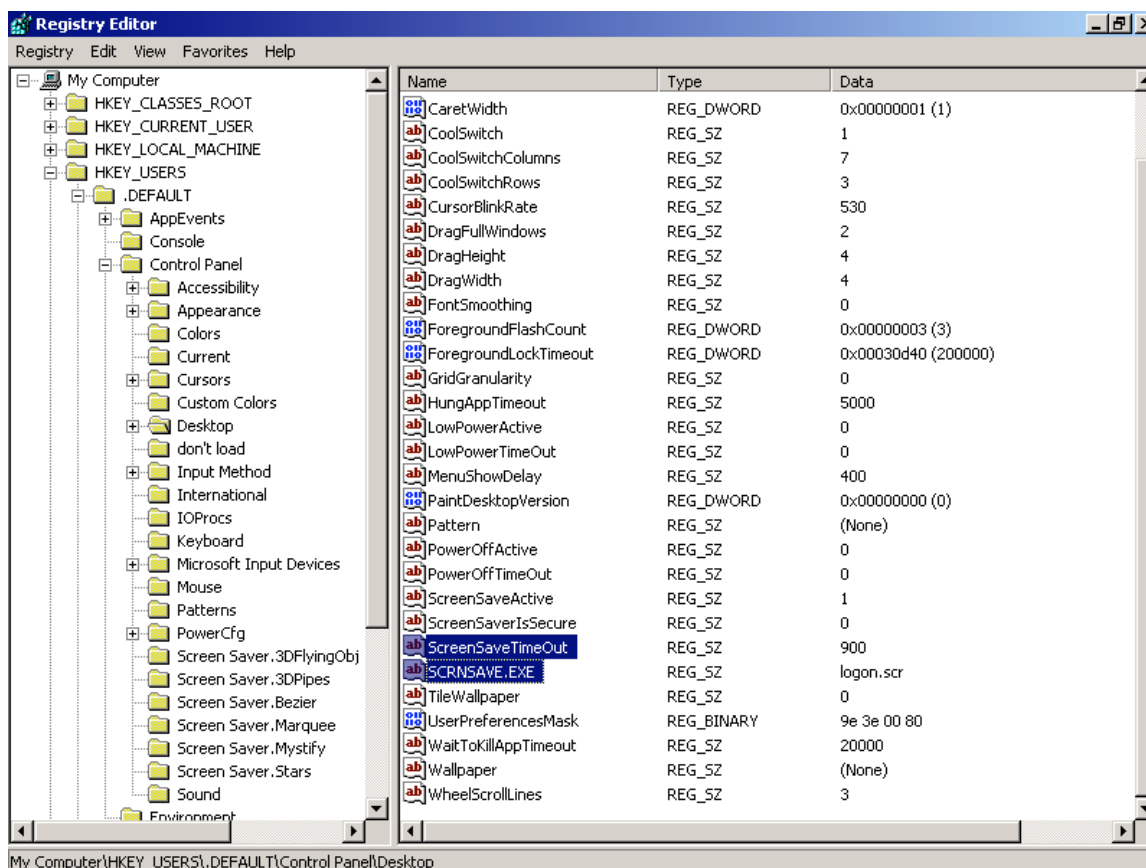 Registry Editor
Registry Edit View Favorites Help
My Computer
HKEY_CLASSES_ROOT
HKEY_CURRENT_USER
HKEY_LOCAL_MACHINE
HKEY_USERS
.DEFAULT
AppEvents
Console
Control Panel
Accessibility
Appearance
Colors
Current
Cursors
Custom Colors
Desktop
don't load
Input Method
International
IOProcs
Keyboard
Microsoft Input Devices
Mouse
Patterns
PowerCfg
Screen Saver.3DFlyingObj
Screen Saver.3DPipes
Screen Saver.Bezier
Screen Saver.Marquee
Screen Saver.Mystify
Screen Saver.Stars
Sound
Environment
Name Type Data
CaretWidth REG_DWORD 0x00000001 (1)
CoolSwitch REG_SZ 1
CoolSwitchColumns REG_SZ 7
CoolSwitchRows REG_SZ 3
CursorBlinkRate REG_SZ 530
DragFullWindows REG_SZ 2
DragHeight REG_SZ 4
DragWidth REG_SZ 4
FontSmoothing REG_SZ 0
ForegroundFlashCount REG_DWORD 0x00000003 (3)
ForegroundLockTimeout REG_DWORD 0x00030d40 (200000)
GridGranularity REG_SZ 0
HungAppTimeout REG_SZ 5000
LowPowerActive REG_SZ 0
LowPowerTimeOut REG_SZ 0
MenuShowDelay REG_SZ 400
PaintDesktopVersion REG_DWORD 0x00000000 (0)
Pattern REG_SZ (None)
PowerOffActive REG_SZ 0
PowerOffTimeOut REG_SZ 0
ScreenSaveActive REG_SZ 1
ScreenSaverIsSecure REG_SZ 0
ScreenSaveTimeOut REG_SZ 900
SCRNSAVE.EXE REG_SZ logon.scr
TileWallpaper REG_SZ 0
UserPreferencesMask REG_BINARY 9e 3e 00 80
WaitToKillAppTimeout REG_SZ 20000
Wallpaper REG_SZ (None)
WheelScrollLines REG_SZ 3
My Computer\HKEY_USERS\.DEFAULT\Control Panel\Desktop